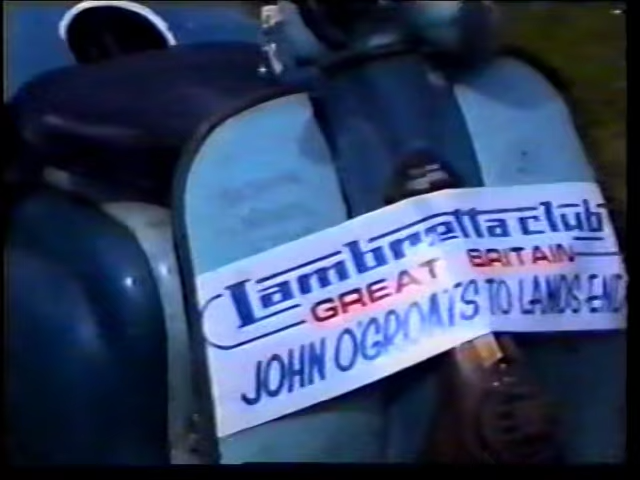 Lambretta club
GREAT BRITAIN
JOHN O'GROATS TO LANDS END